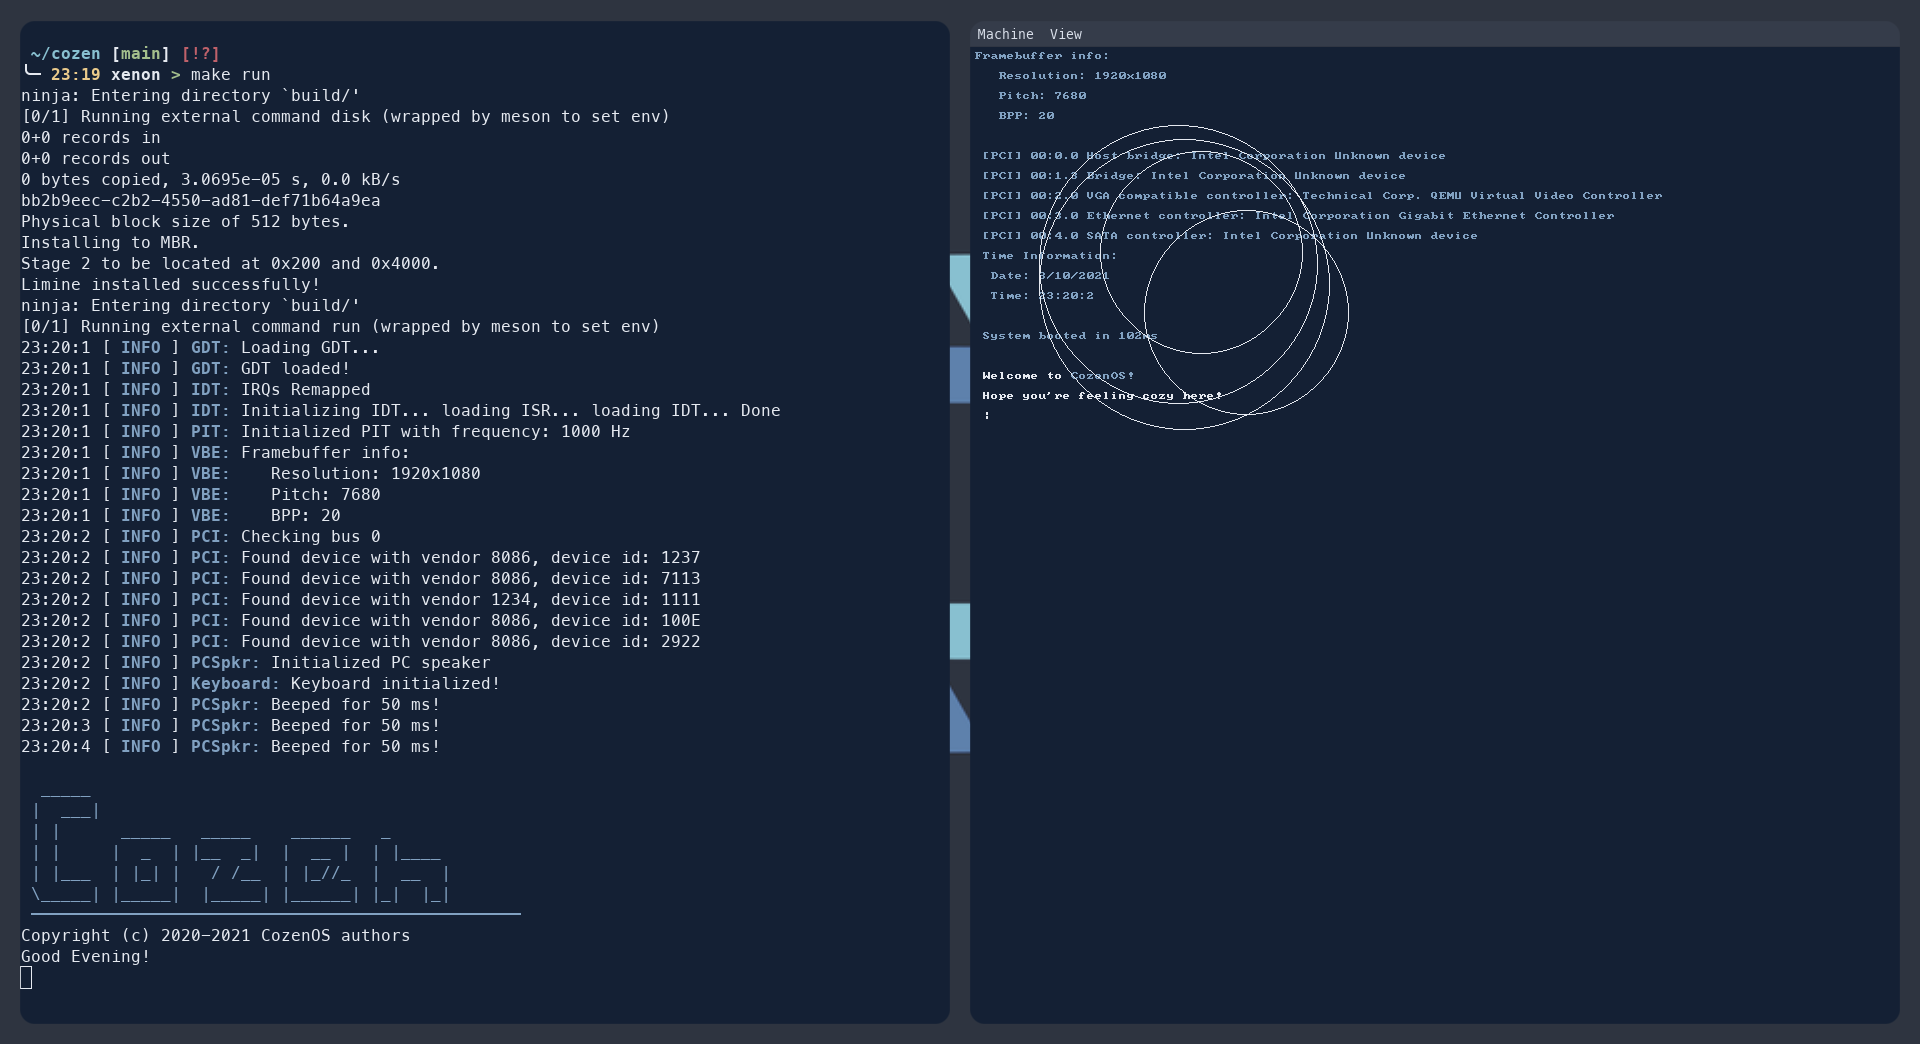 ~/cozen [main] [!?]
╰─ 23:19 xenon > make run
ninja: Entering directory `build/'
[0/1] Running external command disk (wrapped by meson to set env)
0+0 records in
0+0 records out
0 bytes copied, 3.0695e-05 s, 0.0 kB/s
bb2b9eec-c2b2-4550-ad81-def71b64a9ea
Physical block size of 512 bytes.
Installing to MBR.
Stage 2 to be located at 0x200 and 0x4000.
Limine installed successfully!
ninja: Entering directory `build/'
[0/1] Running external command run (wrapped by meson to set env)
23:20:1 [ INFO ] GDT: Loading GDT...
23:20:1 [ INFO ] GDT: GDT loaded!
23:20:1 [ INFO ] IDT: IRQs Remapped
23:20:1 [ INFO ] IDT: Initializing IDT... loading ISR... loading IDT... Done
23:20:1 [ INFO ] PIT: Initialized PIT with frequency: 1000 Hz
23:20:1 [ INFO ] VBE: Framebuffer info:
23:20:1 [ INFO ] VBE:    Resolution: 1920x1080
23:20:1 [ INFO ] VBE:    Pitch: 7680
23:20:1 [ INFO ] VBE:    BPP: 20
23:20:2 [ INFO ] PCI: Checking bus 0
23:20:2 [ INFO ] PCI: Found device with vendor 8086, device id: 1237
23:20:2 [ INFO ] PCI: Found device with vendor 8086, device id: 7113
23:20:2 [ INFO ] PCI: Found device with vendor 1234, device id: 1111
23:20:2 [ INFO ] PCI: Found device with vendor 8086, device id: 100E
23:20:2 [ INFO ] PCI: Found device with vendor 8086, device id: 2922
23:20:2 [ INFO ] PCSpkr: Initialized PC speaker
23:20:2 [ INFO ] Keyboard: Keyboard initialized!
23:20:2 [ INFO ] PCSpkr: Beeped for 50 ms!
23:20:3 [ INFO ] PCSpkr: Beeped for 50 ms!
23:20:4 [ INFO ] PCSpkr: Beeped for 50 ms!
Cozen
Copyright (c) 2020-2021 CozenOS authors
Good Evening!
Machine View
Framebuffer info:
Resolution: 1920x1080
Pitch: 7680
BPP: 20
[PCI] 00:0.0 Host bridge: Intel Corporation Unknown device
[PCI] 00:1.3 Bridge: Intel Corporation Unknown device
[PCI] 00:2.0 VGA compatible controller: Technical Corp. QEMU Virtual Video Controller
[PCI] 00:3.0 Ethernet controller: Intel Corporation Gigabit Ethernet Controller
[PCI] 00:4.0 SATA controller: Intel Corporation Unknown device
Time Information:
Date: 3/10/2021
Time: 23:20:2
System booted in 102ms
Welcome to CozenOS!
Hope you're feeling cozy here!